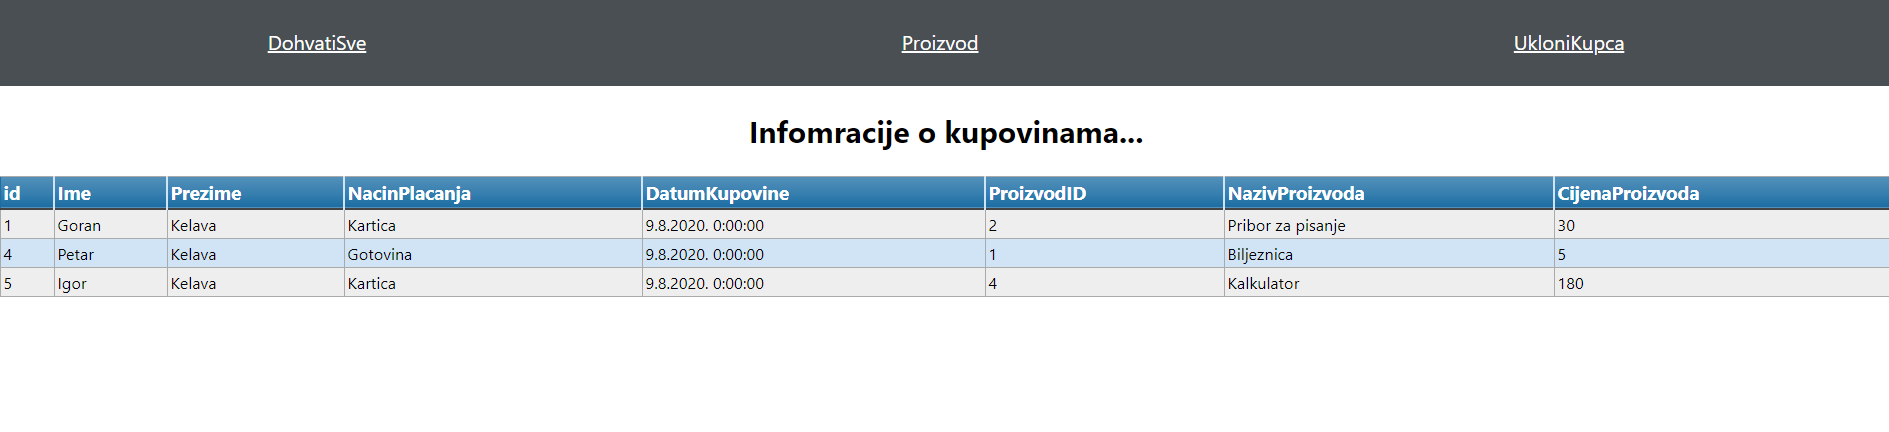 DohvatiSve Proizvod UkloniKupca
Infomracije o kupovinama...
id Ime Prezime NacinPlacanja DatumKupovine ProizvodID NazivProizvoda CijenaProizvoda
1 Goran Kelava Kartica 9.8.2020. 0:00:00 2 Pribor za pisanje 30
4 Petar Kelava Gotovina 9.8.2020. 0:00:00 1 Biljeznica 5
5 Igor Kelava Kartica 9.8.2020. 0:00:00 4 Kalkulator 180